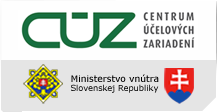 CÚZ
CENTRUM
ÚČELOVÝCH
ZARIADENÍ
Ministerstvo vnútra
Slovenskej Republiky